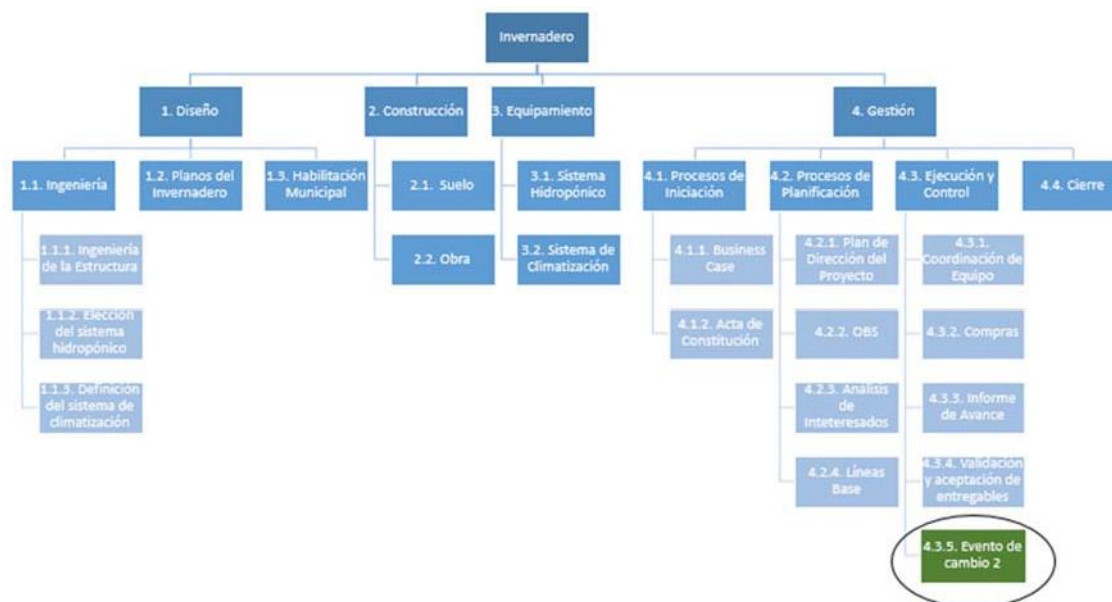 Invernadero
1. Diseño
2. Construcción
3. Equipamiento
4. Gestión
1.1. Ingeniería
1.2. Planos del
Invernadero
1.3. Habilitación
Municipal
2.1. Suelo
3.1. Sistema
Hidropónico
4.1. Procesos de
Iniciación
4.2. Procesos de
Planificación
4.3. Ejecución y
Control
4.4. Cierre
1.1.1. Ingeniería
de la Estructura
2.2. Obra
3.2. Sistema de
Climatización
4.1.1. Business
Case
4.2.1. Plan de
Dirección del
Proyecto
4.3.1.
Coordinación de
Equipo
1.1.2. Elección
del sistema
hidropónico
4.1.2. Acta de
Constitución
4.2.2. OBS
4.3.2. Compras
1.1.3. Definición
del sistema de
climatización
4.2.3. Análisis
de
Inteteresados
4.3.3. Informe
de Avance
4.2.4. Líneas
Base
4.3.4. Validación
y aceptación de
entregables
4.3.5. Evento de
cambio 2